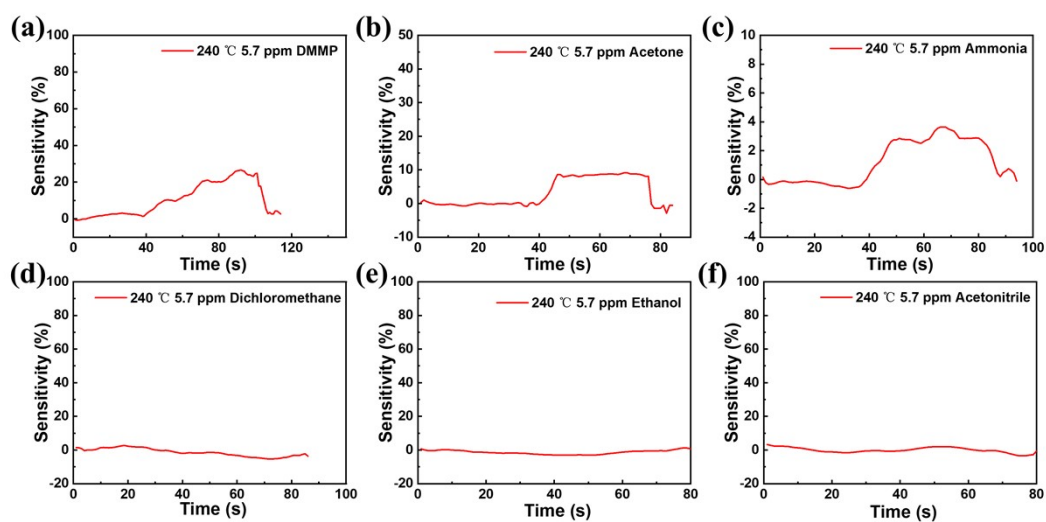 (a)
240 ℃ 5.7 ppm DMMP
100
80
60
40
20
0
Sensitivity (%)
0 40 80 120
Time (s)
(b)
240 ℃ 5.7 ppm Acetone
50
40
30
20
10
0
-10
Sensitivity (%)
0 20 40 60 80
Time (s)
(c)
240 ℃ 5.7 ppm Ammonia
10
8
6
4
2
0
-2
-4
Sensitivity (%)
0 20 40 60 80 100
Time (s)
(d)
240 ℃ 5.7 ppm Dichloromethane
100
80
60
40
20
0
-20
Sensitivity (%)
0 20 40 60 80 100
Time (s)
(e)
240 ℃ 5.7 ppm Ethanol
100
80
60
40
20
0
-20
Sensitivity (%)
0 20 40 60 80
Time (s)
(f)
240 ℃ 5.7 ppm Acetonitrile
100
80
60
40
20
0
-20
Sensitivity (%)
0 20 40 60 80
Time (s)